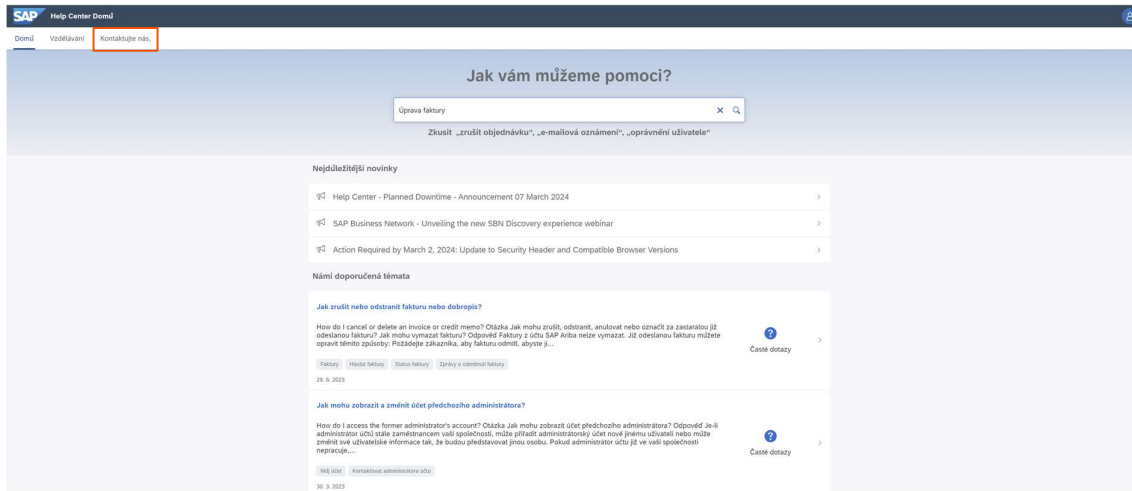 SAP Help Center Domů
Domů Vzdělávání Kontaktujte nás.
Jak vám můžeme pomoci?
Úprava faktury
Zkusit „zrušit objednávku“, „e-mailová oznámení“, „oprávnění uživatele“
Nejdůležitější novinky
Help Center - Planned Downtime - Announcement 07 March 2024
SAP Business Network - Unveiling the new SBN Discovery experience webinar
Action Required by March 2, 2024: Update to Security Header and Compatible Browser Versions
Námi doporučená témata
Jak zrušit nebo odstranit fakturu nebo dobropis?
How do I cancel or delete an invoice or credit memo? Otázka Jak mohu zrušit, odstranit, anulovat nebo označit za zastaralou již
odeslanou fakturu? Jak mohu vymazat fakturu? Odpověď Faktury z účtu SAP Ariba nelze vymazat. Již odeslanou fakturu můžete
opravit těmito způsoby: Požádejte zákazníka, aby fakturu odmítl, abyste ji...
Časté dotazy
Faktury Hledat faktury Status faktury Zprávy o odmítnutí faktury
29. 6. 2023
Jak mohu zobrazit a změnit účet předchozího administrátora?
How do I access the former administrator's account? Otázka Jak mohu zobrazit účet předchozího administrátora? Odpověď Je-li
administrátor účtů stále zaměstnancem vaší společnosti, může přiřadit administrátorský účet nově jinému uživateli nebo může
změnit své uživatelské informace tak, že budou představovat jinou osobu. Pokud administrátor účtu již ve vaší společnosti
nepracuje,...
Časté dotazy
Můj účet Kontaktovat administrátora účtu
30. 3. 2023